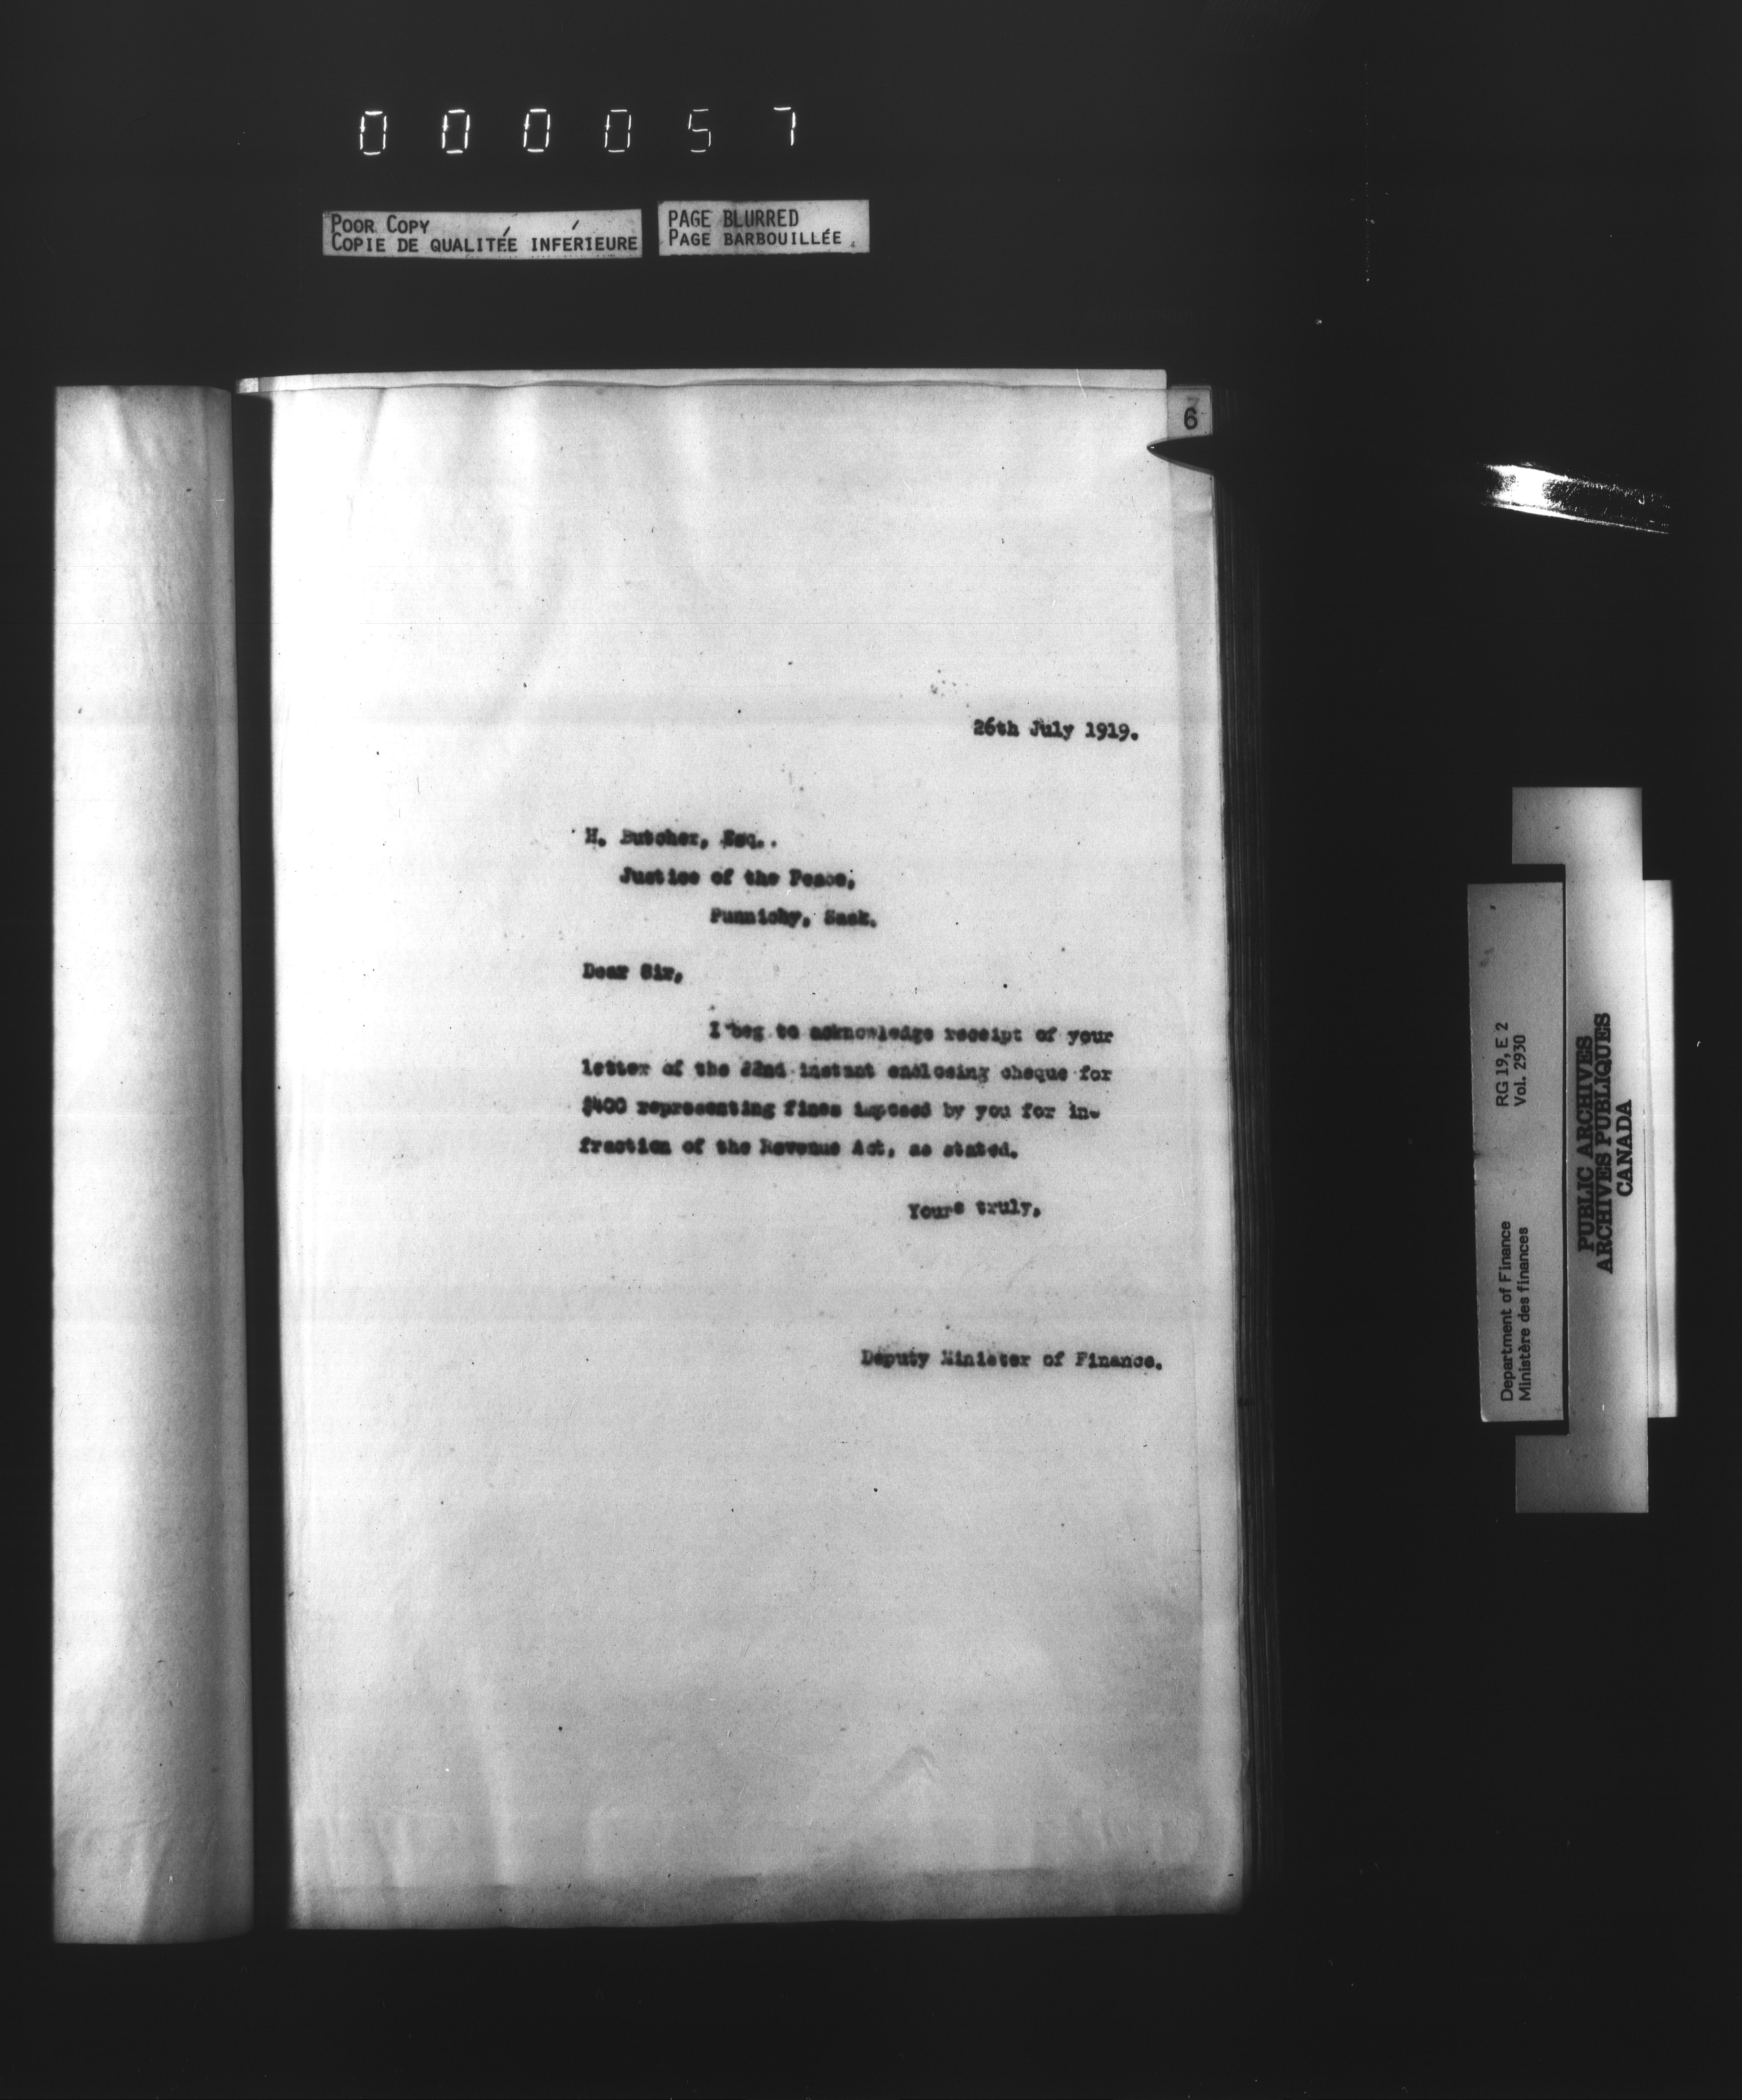 000057
POOR COPY
COPIE DE QUALITÉE INFÉRIEURE
PAGE BLURRED
PAGE BARBOUILLÉE
6
26th July 1919.
H. Butcher, Esq.
Justice of the Peace,
Punnichy, Sask.
Dear Sir,
I beg to acknowledge receipt of your
letter of the 22nd instant enclosing cheque for
$400 representing fines imposed by you for in-
fraction of the Revenue Act, as stated.
Yours truly,
Deputy Minister of Finance.
Department of Finance
Ministère des finances
RG 19, E 2
Vol. 2930
PUBLIC ARCHIVES
ARCHIVES PUBLIQUES
CANADA